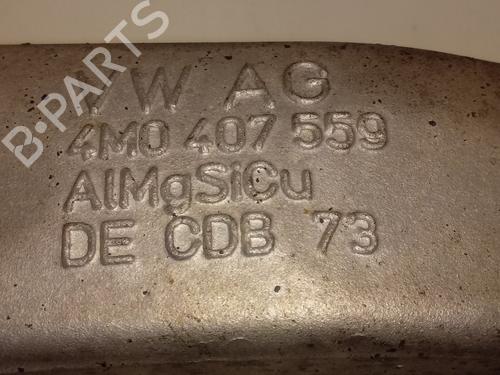 B-PARTS
VW AG
4M0 407 559
AlMgSiCu
DE CDB 73